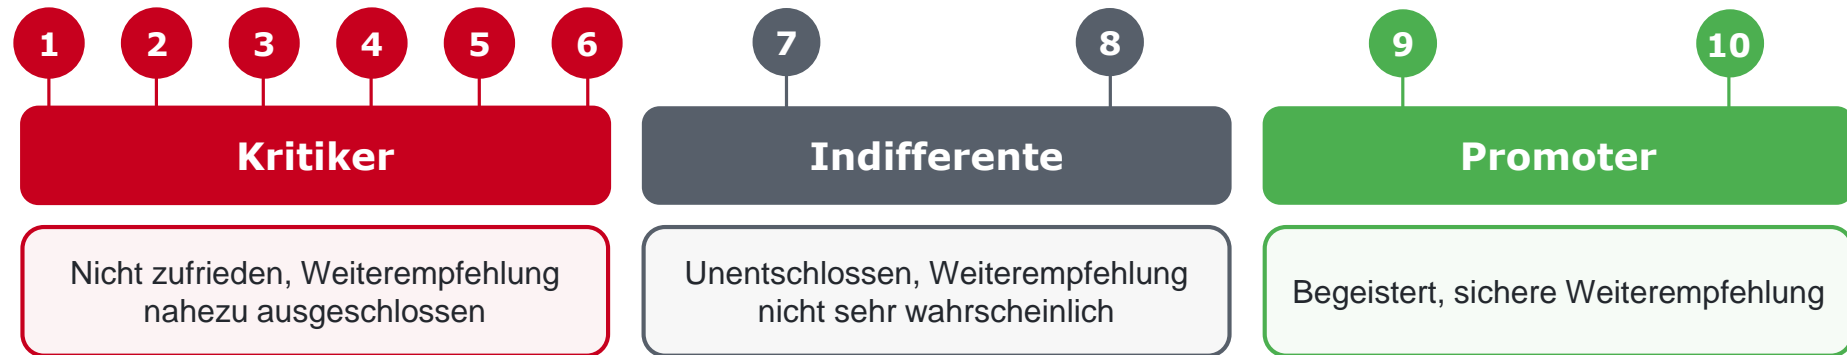 1 2 3 4 5 6 7 8 9 10
Kritiker Indifferente Promoter
Nicht zufrieden, Weiterempfehlung
nahezu ausgeschlossen
Unentschlossen, Weiterempfehlung
nicht sehr wahrscheinlich
Begeistert, sichere Weiterempfehlung